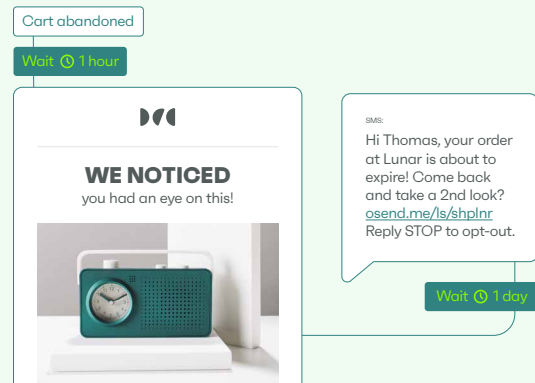 Cart abandoned
Wait 1 hour
WE NOTICED
you had an eye on this!
SMS:
Hi Thomas, your order
at Lunar is about to
expire! Come back
and take a 2nd look?
osend.me/ls/shplnr
Reply STOP to opt-out.
Wait 1 day